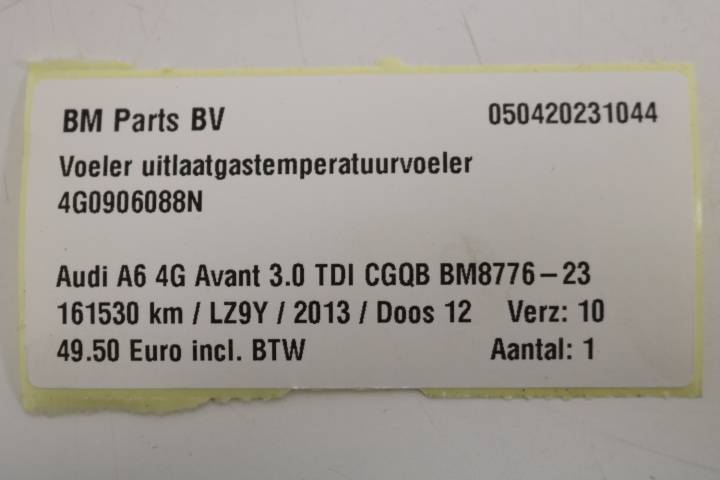 BM Parts BV 050420231044
Voeler uitlaatgastemperatuurvoeler
4G0906088N
Audi A6 4G Avant 3.0 TDI CGQB BM8776-23
161530 km / LZ9Y / 2013 / Doos 12 Verz: 10
49.50 Euro incl. BTW Aantal: 1